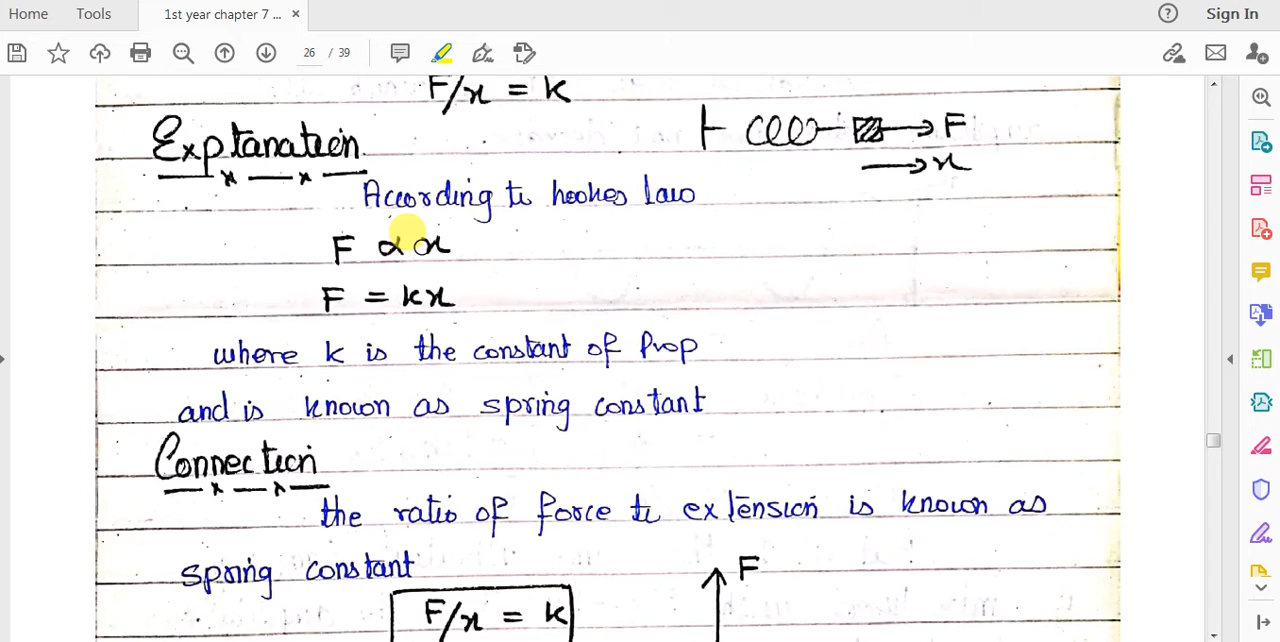 Home Tools 1st year chapter 7 ... × Sign In
26 / 39
F/x = k
Explanation
F
x
According to hookes law
F ∝ x
F = kx
where k is the constant of Prop
and is known as spring constant
Connection
the ratio of force to extension is known as
spring constant
F
F/x = k